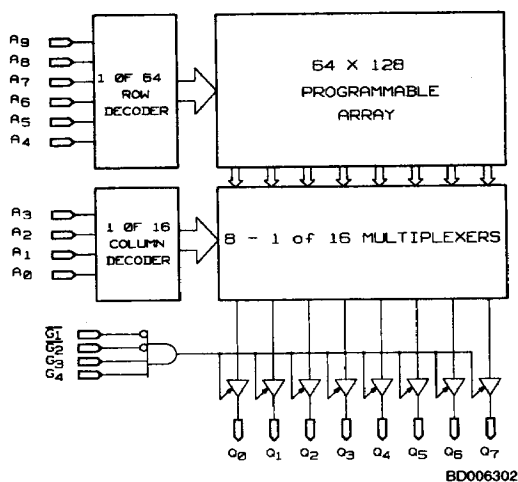 A9
A8
A7
A6
A5
A4
1 OF 64
ROW
DECODER
64 X 128
PROGRAMMABLE
ARRAY
A3
A2
A1
A0
1 OF 16
COLUMN
DECODER
8 - 1 of 16 MULTIPLEXERS
G̅1̅
G̅2̅
G3
G4
Q0 Q1 Q2 Q3 Q4 Q5 Q6 Q7
BD006302